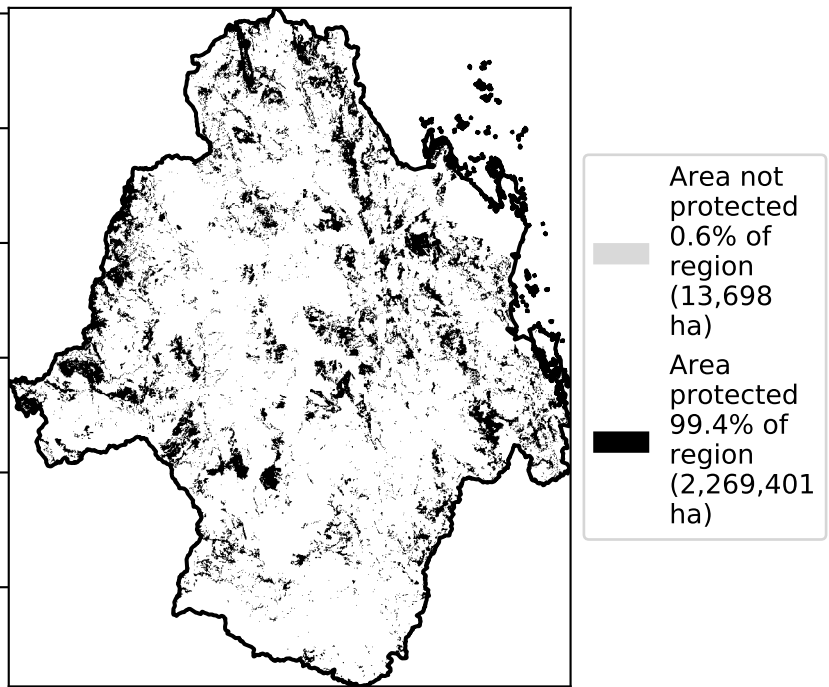 Area not
protected
0.6% of
region
(13,698
ha)
Area
protected
99.4% of
region
(2,269,401
ha)